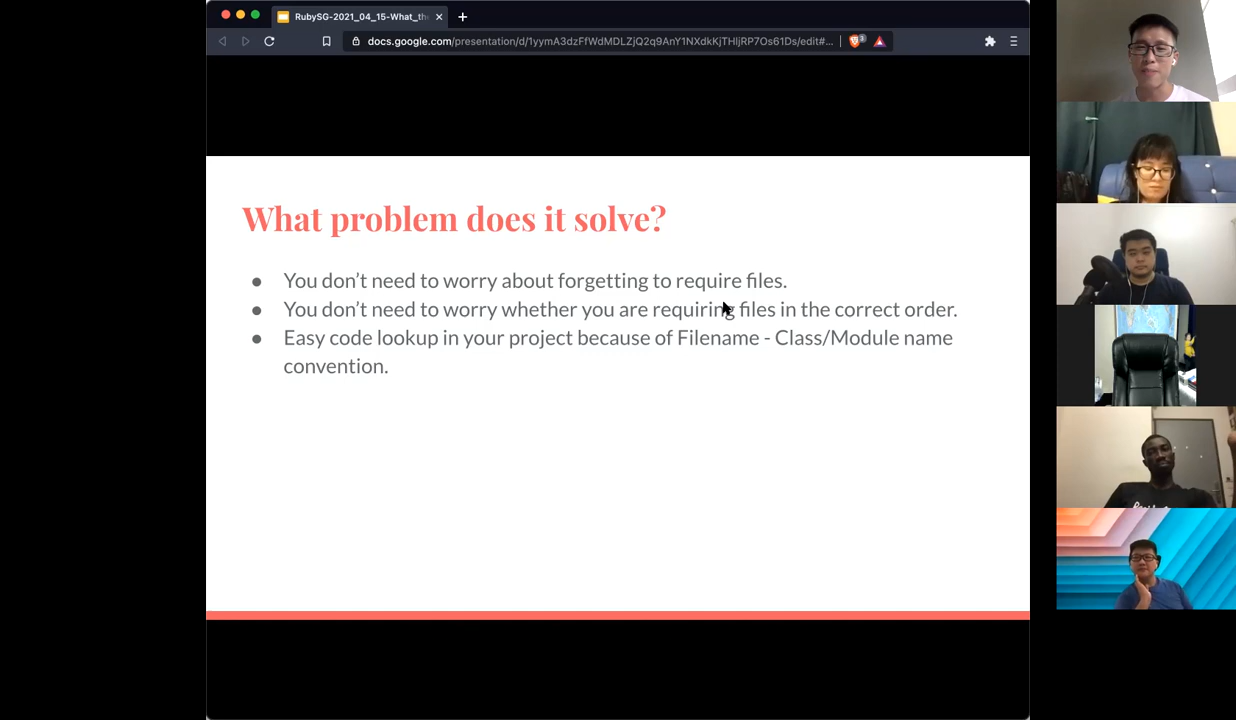 RubySG-2021_04_15-What_the
docs.google.com/presentation/d/1yymA3dzFfWdMDLZjQ2q9AnY1NXdkKjTHljRP7Os61Ds/edit#...
What problem does it solve?
● You don't need to worry about forgetting to require files.
● You don't need to worry whether you are requiring files in the correct order.
● Easy code lookup in your project because of Filename - Class/Module name
convention.